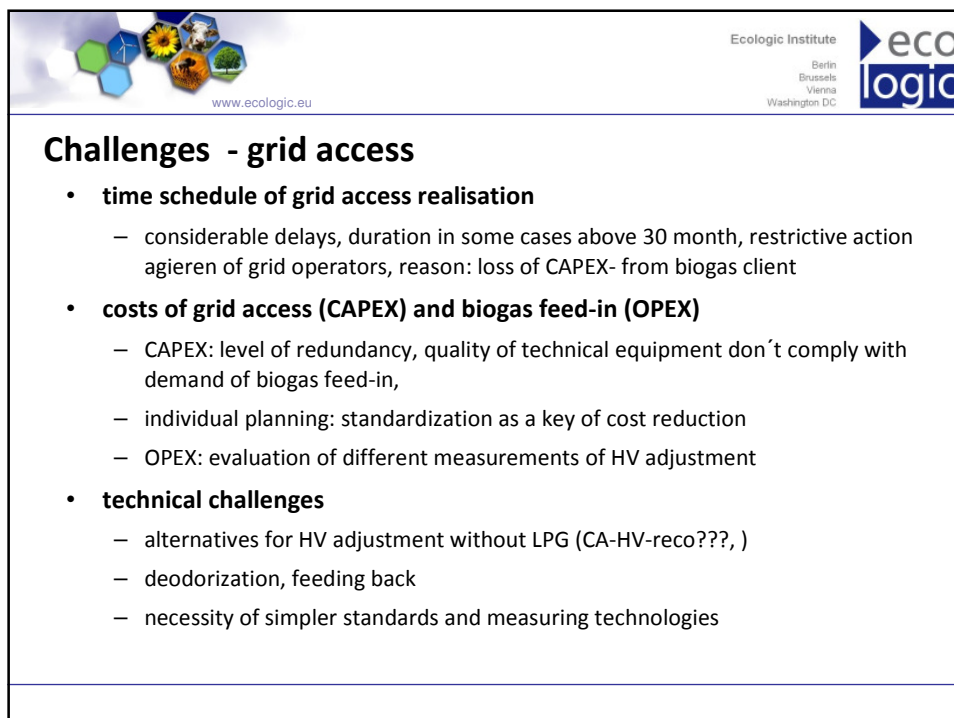 www.ecologic.eu
Ecologic Institute
Berlin
Brussels
Vienna
Washington DC
eco
logic
Challenges - grid access
• time schedule of grid access realisation
– considerable delays, duration in some cases above 30 month, restrictive action
agieren of grid operators, reason: loss of CAPEX- from biogas client
• costs of grid access (CAPEX) and biogas feed-in (OPEX)
– CAPEX: level of redundancy, quality of technical equipment don´t comply with
demand of biogas feed-in,
– individual planning: standardization as a key of cost reduction
– OPEX: evaluation of different measurements of HV adjustment
• technical challenges
– alternatives for HV adjustment without LPG (CA-HV-reco???, )
– deodorization, feeding back
– necessity of simpler standards and measuring technologies